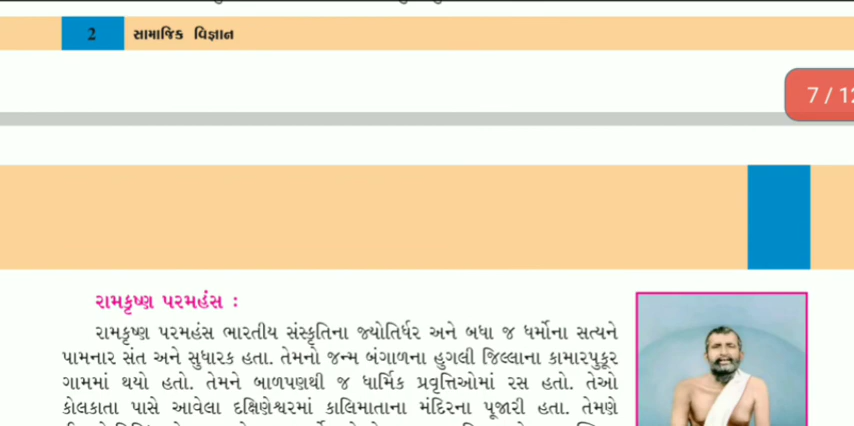 2 સામાજિક વિજ્ઞાન
7 / 12
રામકૃષ્ણ પરમહંસ :
રામકૃષ્ણ પરમહંસ ભારતીય સંસ્કૃતિના જ્યોતિર્ધર અને બધા જ ધર્મોના સત્યને
પામનાર સંત અને સુધારક હતા. તેમનો જન્મ બંગાળના હુગલી જિલ્લાના કામારપુકૂર
ગામમાં થયો હતો. તેમને બાળપણથી જ ધાર્મિક પ્રવૃત્તિઓમાં રસ હતો. તેઓ
કોલકાતા પાસે આવેલા દક્ષિણેશ્વરમાં કાલિમાતાના મંદિરના પૂજારી હતા. તેમણે